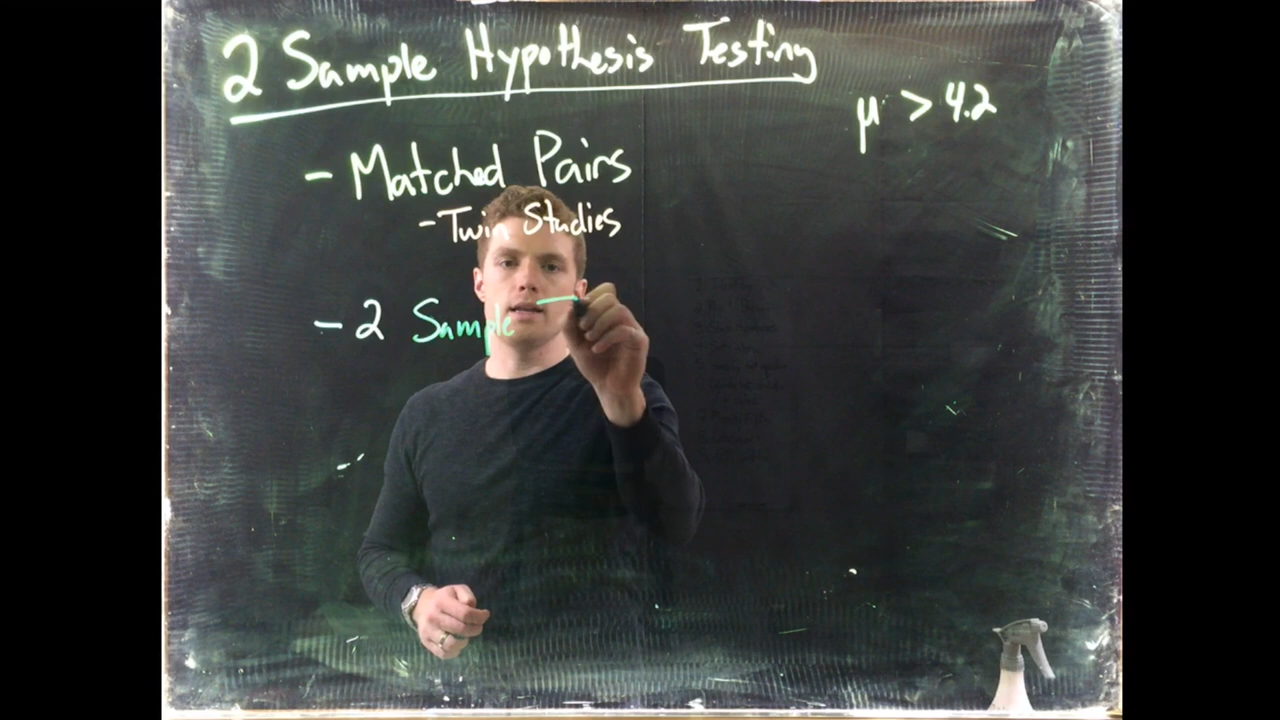 2 Sample Hypothesis Testing
μ > 4.2
- Matched Pairs
- Twin Studies
- 2 Sample